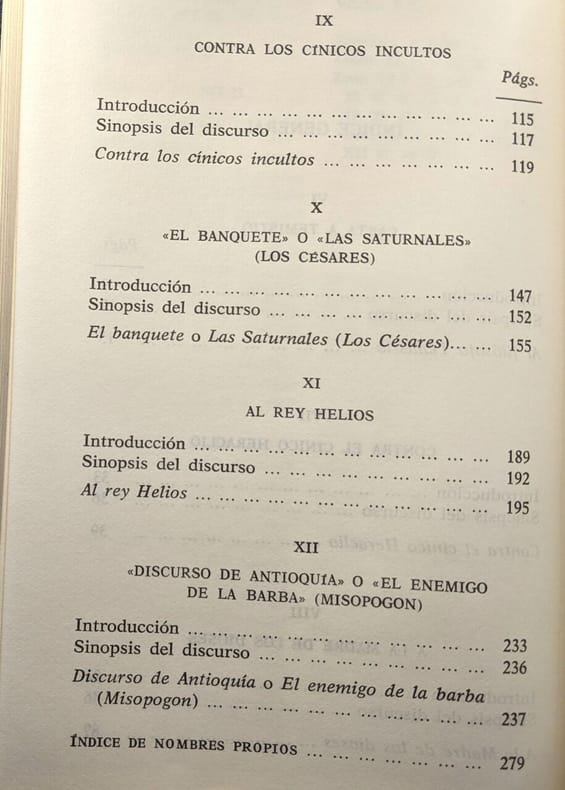 IX
CONTRA LOS CÍNICOS INCULTOS
Págs.
Introducción ... ... ... ... ... ... ... ... ... ... ... ... 115
Sinopsis del discurso ... ... ... ... ... ... ... ... ... 117
Contra los cínicos incultos ... ... ... ... ... ... ... 119
X
«EL BANQUETE» O «LAS SATURNALES»
(LOS CÉSARES)
Introducción ... ... ... ... ... ... ... ... ... ... ... ... 147
Sinopsis del discurso ... ... ... ... ... ... ... ... ... 152
El banquete o Las Saturnales (Los Césares)... ... 155
XI
AL REY HELIOS
Introducción ... ... ... ... ... ... ... ... ... ... ... ... 189
Sinopsis del discurso ... ... ... ... ... ... ... ... ... 192
Al rey Helios ... ... ... ... ... ... ... ... ... ... ... ... 195
XII
«DISCURSO DE ANTIOQUÍA» O «EL ENEMIGO
DE LA BARBA» (MISOPOGON)
Introducción ... ... ... ... ... ... ... ... ... ... ... ... 233
Sinopsis del discurso ... ... ... ... ... ... ... ... ... 236
Discurso de Antioquía o El enemigo de la barba
(Misopogon) ... ... ... ... ... ... ... ... ... ... ... 237
ÍNDICE DE NOMBRES PROPIOS ... ... ... ... ... ... ... 279